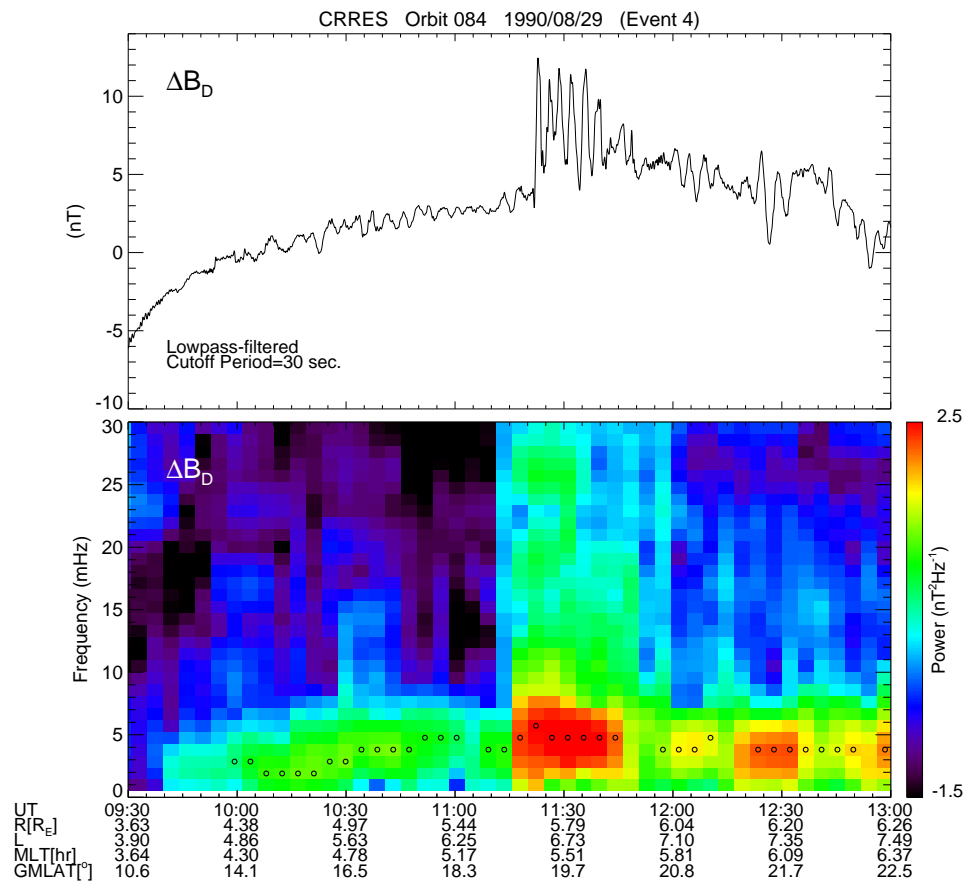 CRRES Orbit 084 1990/08/29 (Event 4)
ΔB_D
10
5
0
-5
-10
(nT)
Lowpass-filtered
Cutoff Period=30 sec.
ΔB_D
30
25
20
15
10
5
0
Frequency (mHz)
2.5
-1.5
Power (nT²Hz⁻¹)
UT 09:30 10:00 10:30 11:00 11:30 12:00 12:30 13:00
R[R_E] 3.63 4.38 4.97 5.44 5.79 6.04 6.20 6.26
L 3.90 4.86 5.63 6.25 6.73 7.10 7.35 7.49
MLT[hr] 3.64 4.30 4.78 5.17 5.51 5.81 6.09 6.37
GMLAT[°] 10.6 14.1 16.5 18.3 19.7 20.8 21.7 22.5